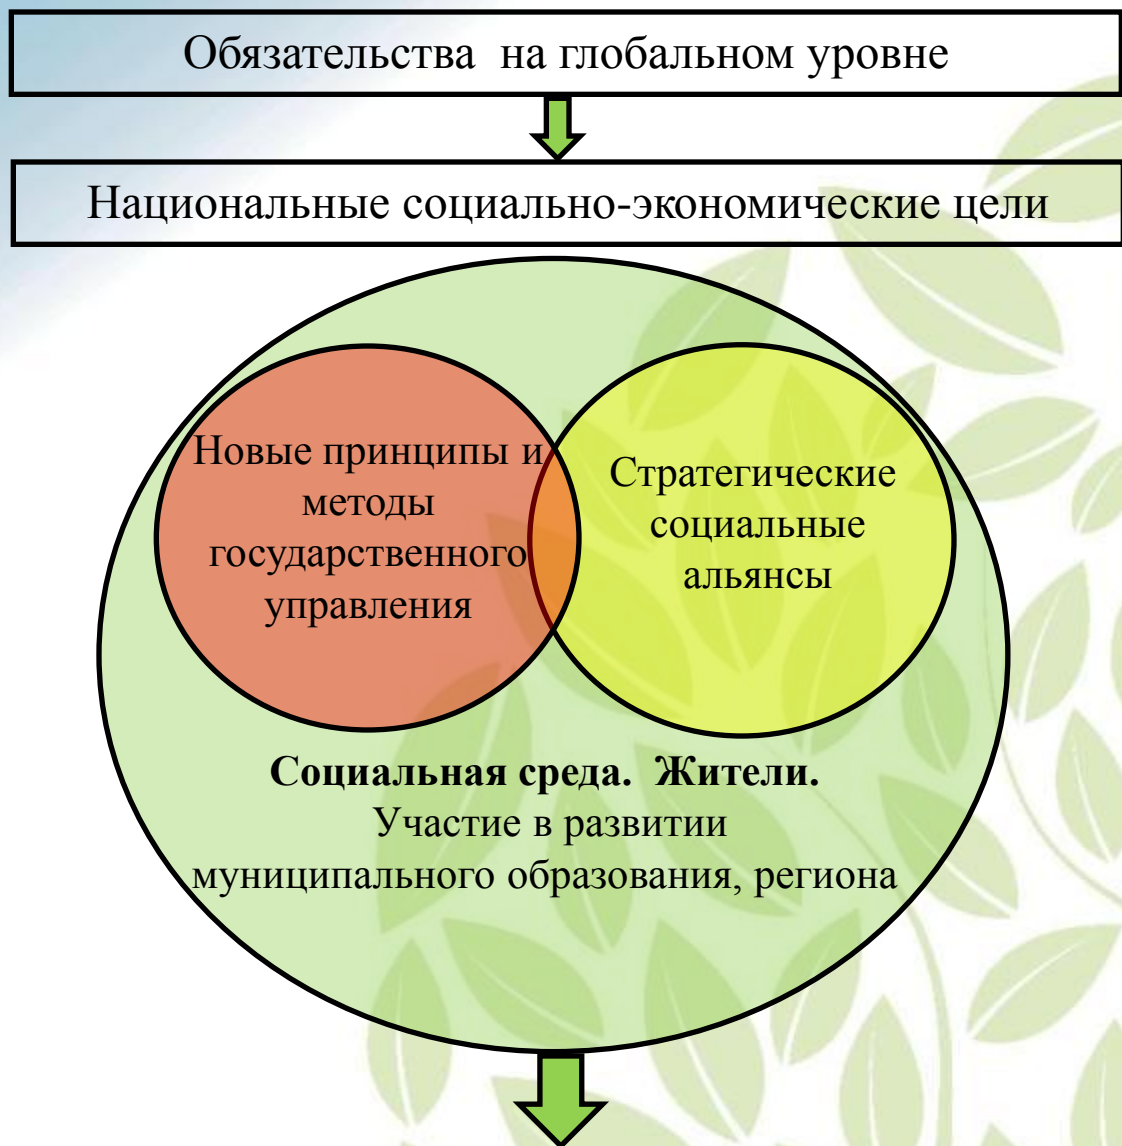 Обязательства на глобальном уровне
Национальные социально-экономические цели
Новые принципы и
методы
государственного
управления
Стратегические
социальные
альянсы
Социальная среда. Жители.
Участие в развитии
муниципального образования, региона